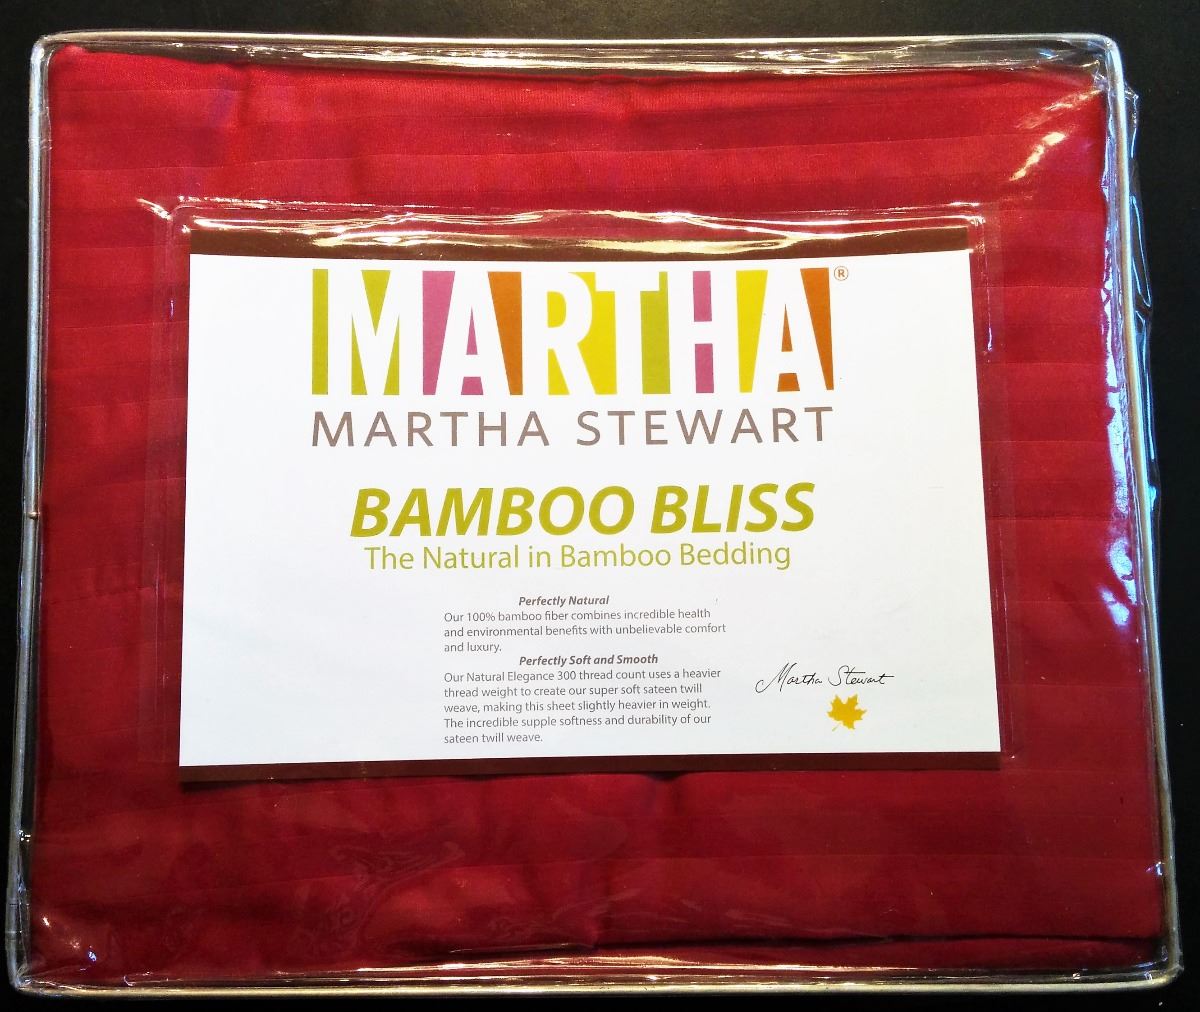 MARTHA®
MARTHA STEWART
BAMBOO BLISS
The Natural in Bamboo Bedding
Perfectly Natural
Our 100% bamboo fiber combines incredible health
and environmental benefits with unbelievable comfort
and luxury.
Perfectly Soft and Smooth
Our Natural Elegance 300 thread count uses a heavier
thread weight to create our super soft sateen twill
weave, making this sheet slightly heavier in weight.
The incredible supple softness and durability of our
sateen twill weave.
Martha Stewart